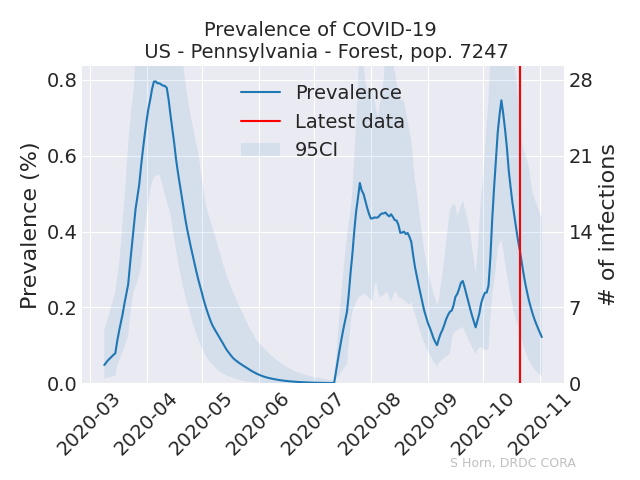 Prevalence of COVID-19
US - Pennsylvania - Forest, pop. 7247
Prevalence
Latest data
95CI
Prevalence (%)
0.8
0.6
0.4
0.2
0.0
# of infections
28
21
14
7
0
2020-03
2020-04
2020-05
2020-06
2020-07
2020-08
2020-09
2020-10
2020-11
S Horn, DRDC CORA